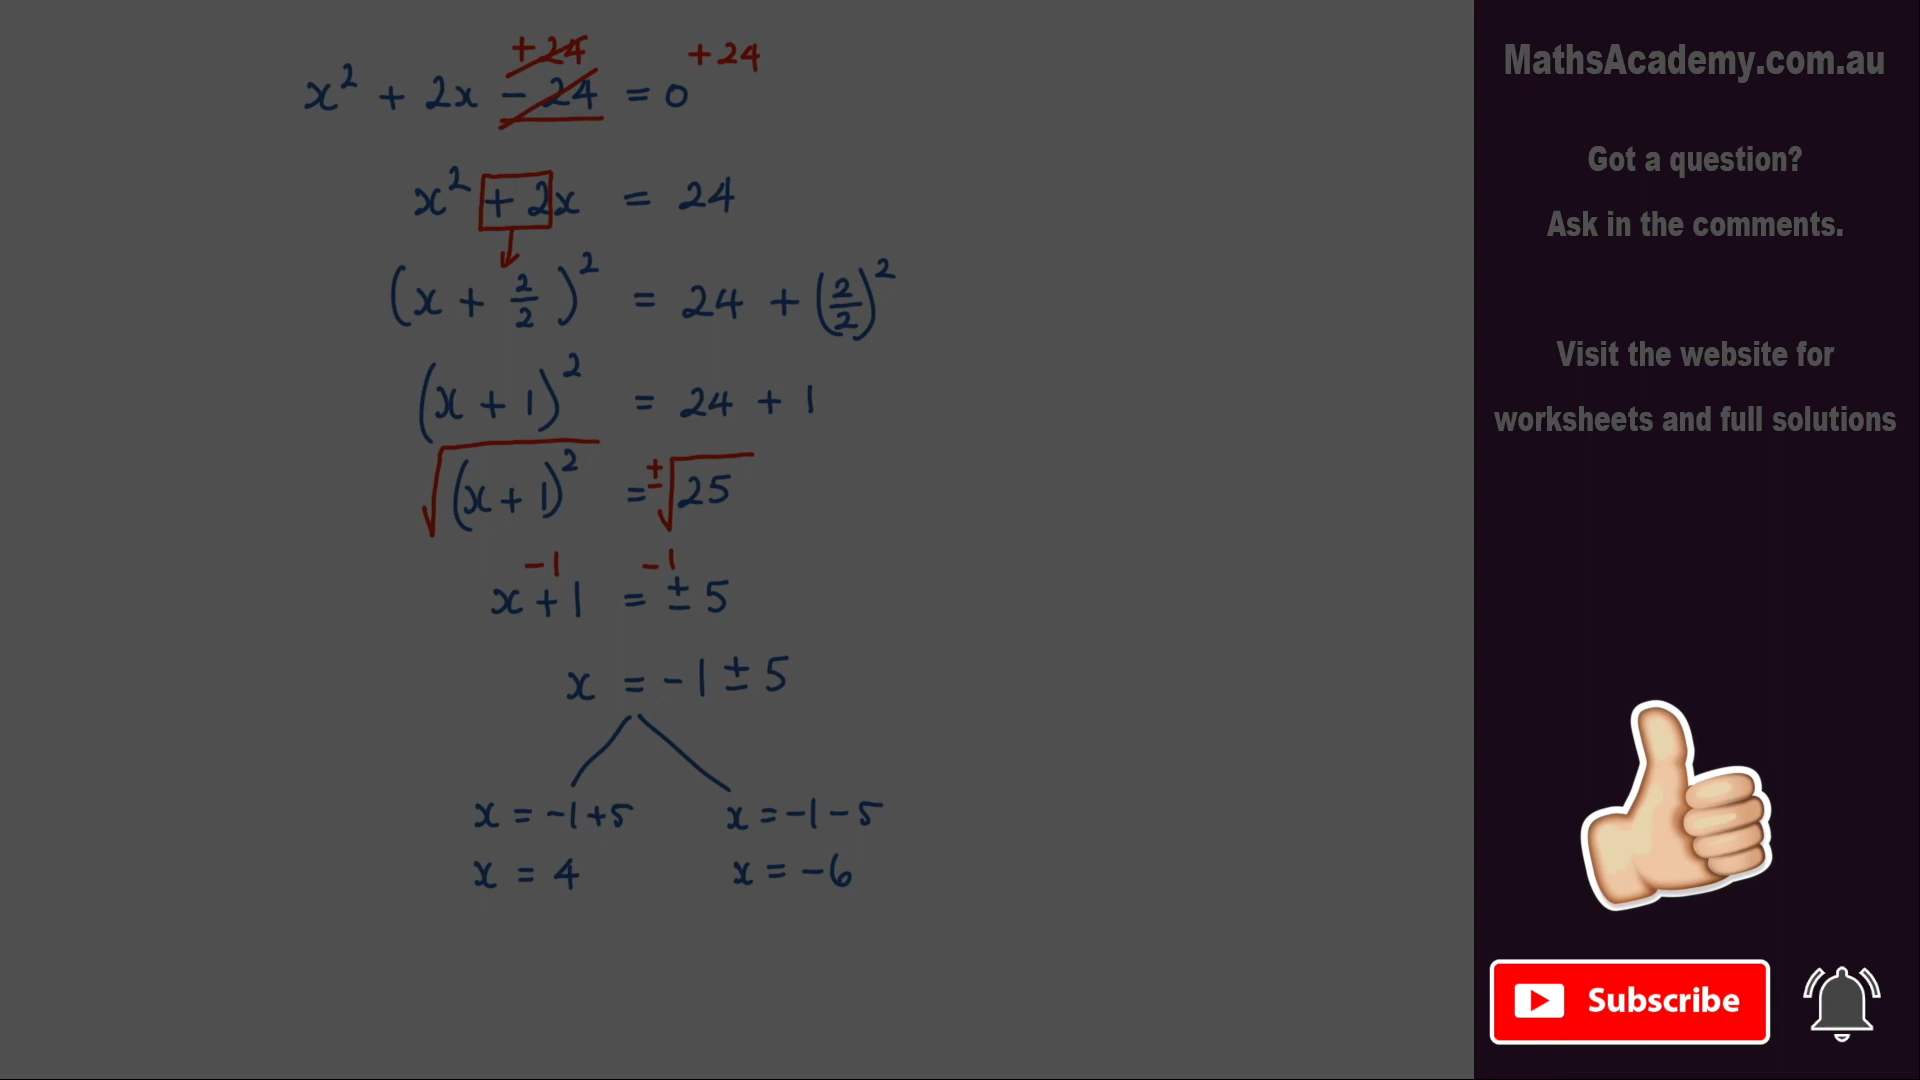 +24 +24
x² + 2x - 24 = 0
x² + 2x = 24
(x + 2/2)² = 24 + (2/2)²
(x + 1)² = 24 + 1
√(x + 1)² = ±√25
-1 -1
x + 1 = ± 5
x = -1 ± 5
x = -1 + 5 x = -1 - 5
x = 4 x = -6
MathsAcademy.com.au
Got a question?
Ask in the comments.
Visit the website for
worksheets and full solutions
Subscribe